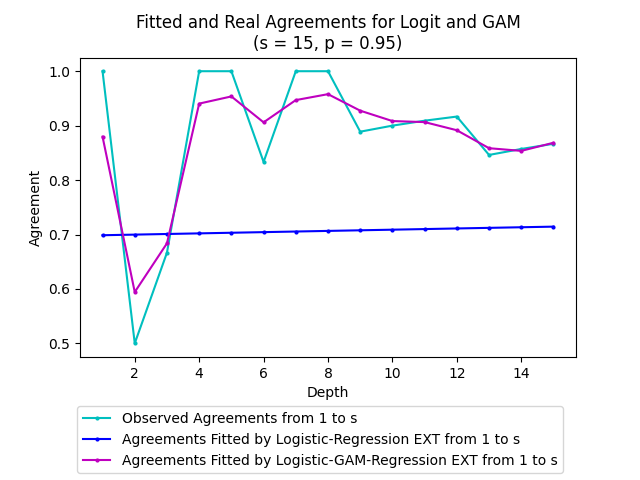 Fitted and Real Agreements for Logit and GAM
(s = 15, p = 0.95)
1.0
0.9
0.8
0.7
0.6
0.5
Agreement
2 4 6 8 10 12 14
Depth
Observed Agreements from 1 to s
Agreements Fitted by Logistic-Regression EXT from 1 to s
Agreements Fitted by Logistic-GAM-Regression EXT from 1 to s